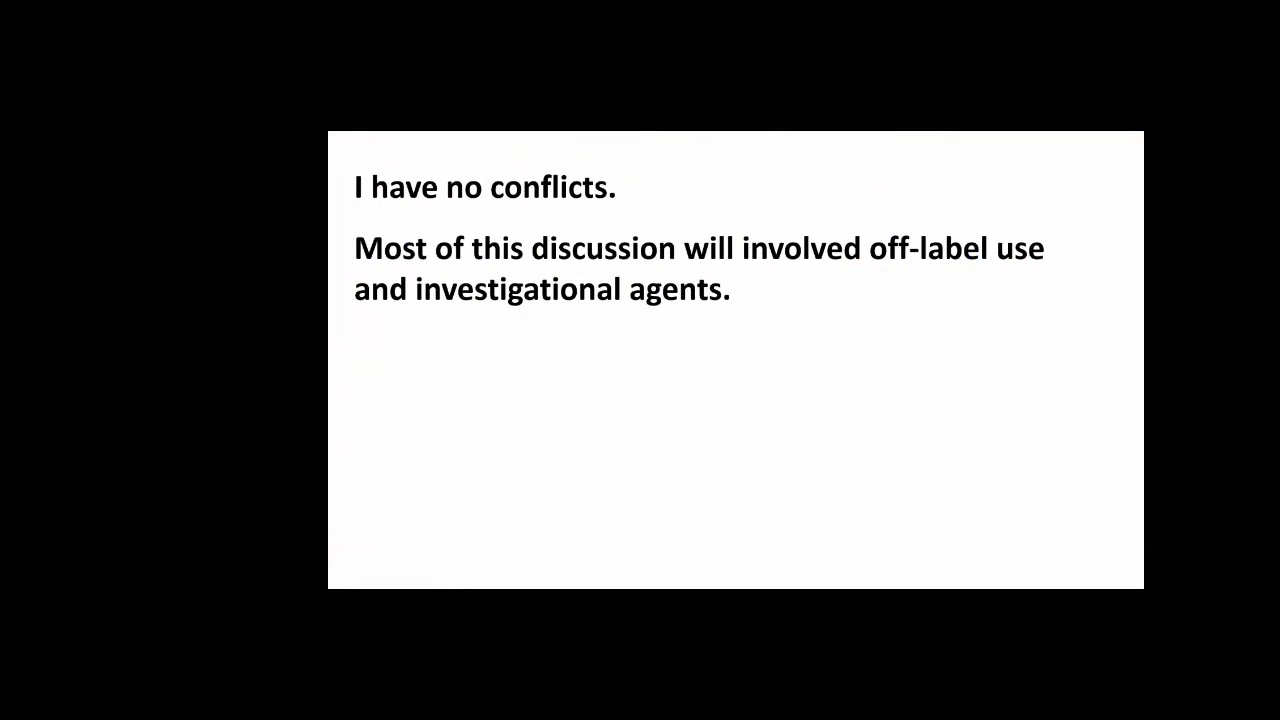 I have no conflicts.
Most of this discussion will involved off-label use
and investigational agents.